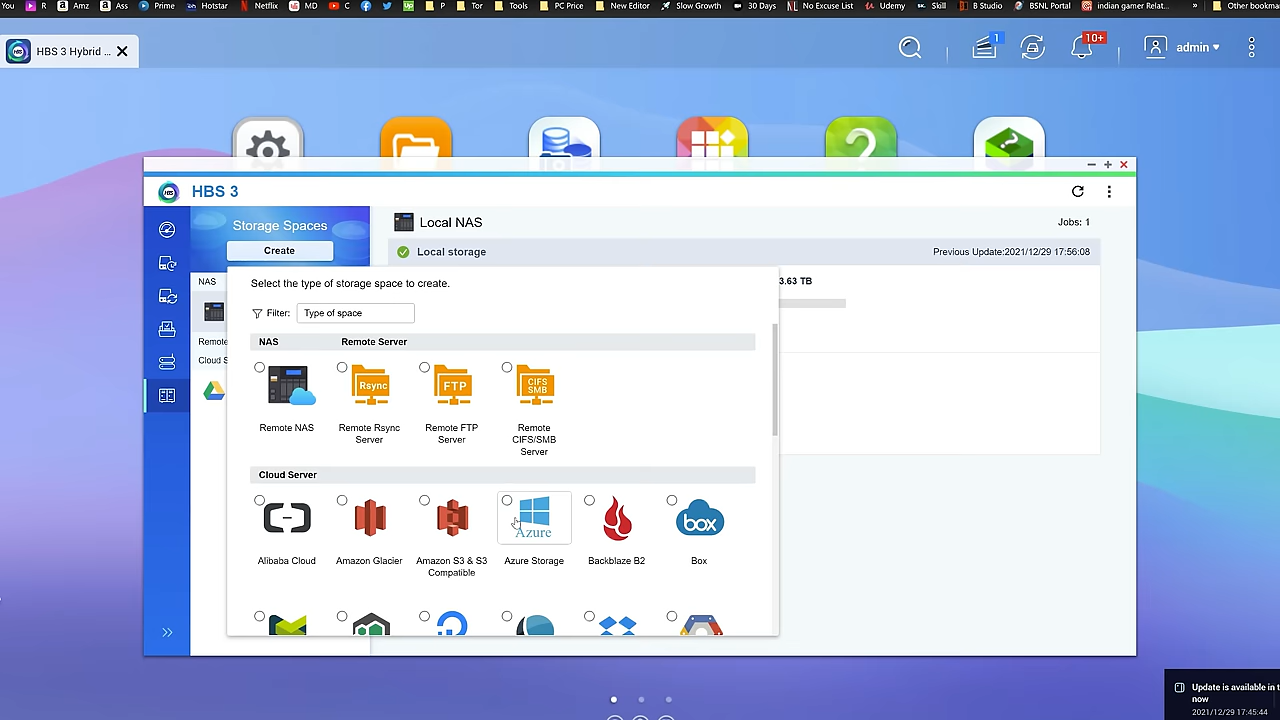 You R Amz Ass Prime Hotstar Netflix MD C Up P Tor Tools PC Price New Editor Slow Growth 30 Days No Excuse List Udemy Skill B Studio BSNL Portal indian gamer Relat... » Other bookma
HBS 3 Hybrid ... 1 10+ admin
HBS HBS 3
Storage Spaces Local NAS Jobs: 1
Create Local storage Previous Update:2021/12/29 17:56:08
NAS Select the type of storage space to create. 3.63 TB
Filter: Type of space
Remote NAS Remote Server
Cloud S
Rsync FTP CIFS SMB
Remote NAS Remote Rsync Server Remote FTP Server Remote CIFS/SMB Server
Cloud Server
Azure box
Alibaba Cloud Amazon Glacier Amazon S3 & S3 Compatible Azure Storage Backblaze B2 Box
Update is available in t
now
2021/12/29 17:45:44